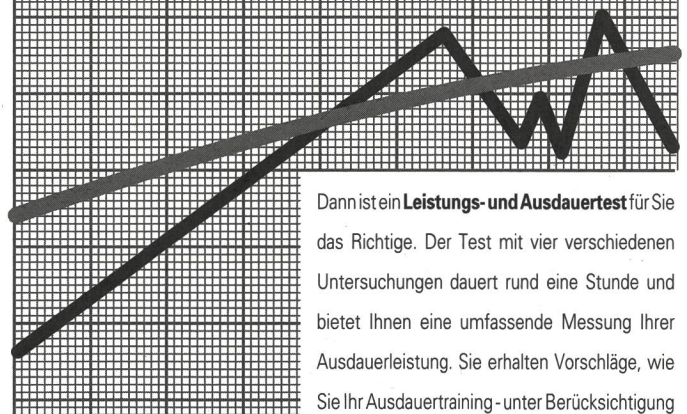 Dann ist ein Leistungs- und Ausdauertest für Sie
das Richtige. Der Test mit vier verschiedenen
Untersuchungen dauert rund eine Stunde und
bietet Ihnen eine umfassende Messung Ihrer
Ausdauerleistung. Sie erhalten Vorschläge, wie
Sie Ihr Ausdauertraining - unter Berücksichtigung